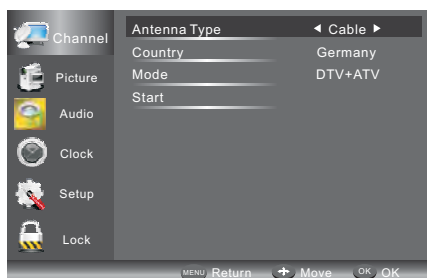 Channel
Picture
Audio
Clock
Setup
Lock
Antenna Type ◀ Cable ▶
Country Germany
Mode DTV+ATV
Start
MENU Return Move OK OK